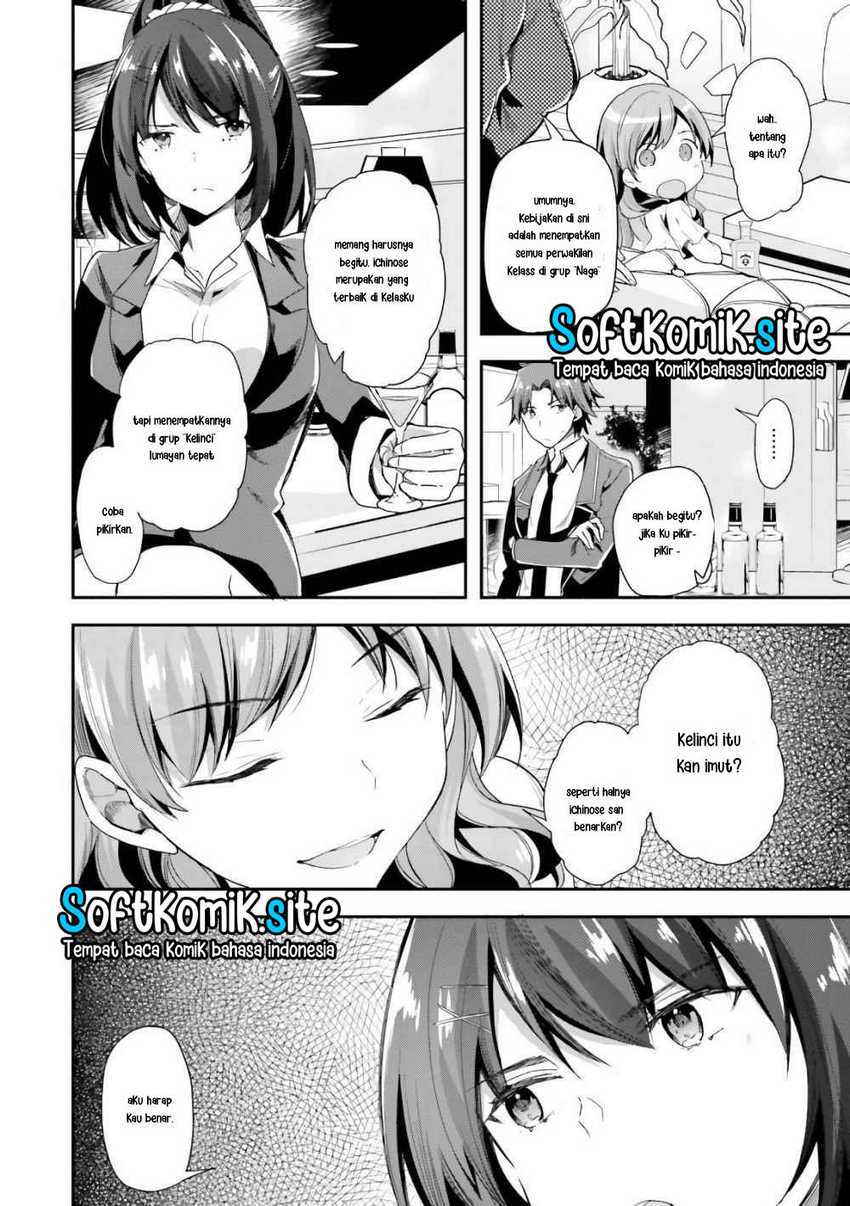 wah,
tentang
apa itu?
umumnya,
Kebijakan di sni
adalah menempatkan
semua perwakilan
Kelass di grup "Naga"
SoftKomik.site
Tempat baca Komik bahasa indonesia
memang harusnya
begitu. ichinose
merupakan yang
terbaik di Kelasku
tapi menempatkannya
di grup "Kelinci"
lumayan tepat
Coba
pikirkan.
......
apakah begitu?
jika Ku pikir-
pikir -
Kelinci itu
Kan imut?
seperti halnya
ichinose san
benarkan?
SoftKomik.site
Tempat baca Komik bahasa indonesia
aku harap
Kau benar.